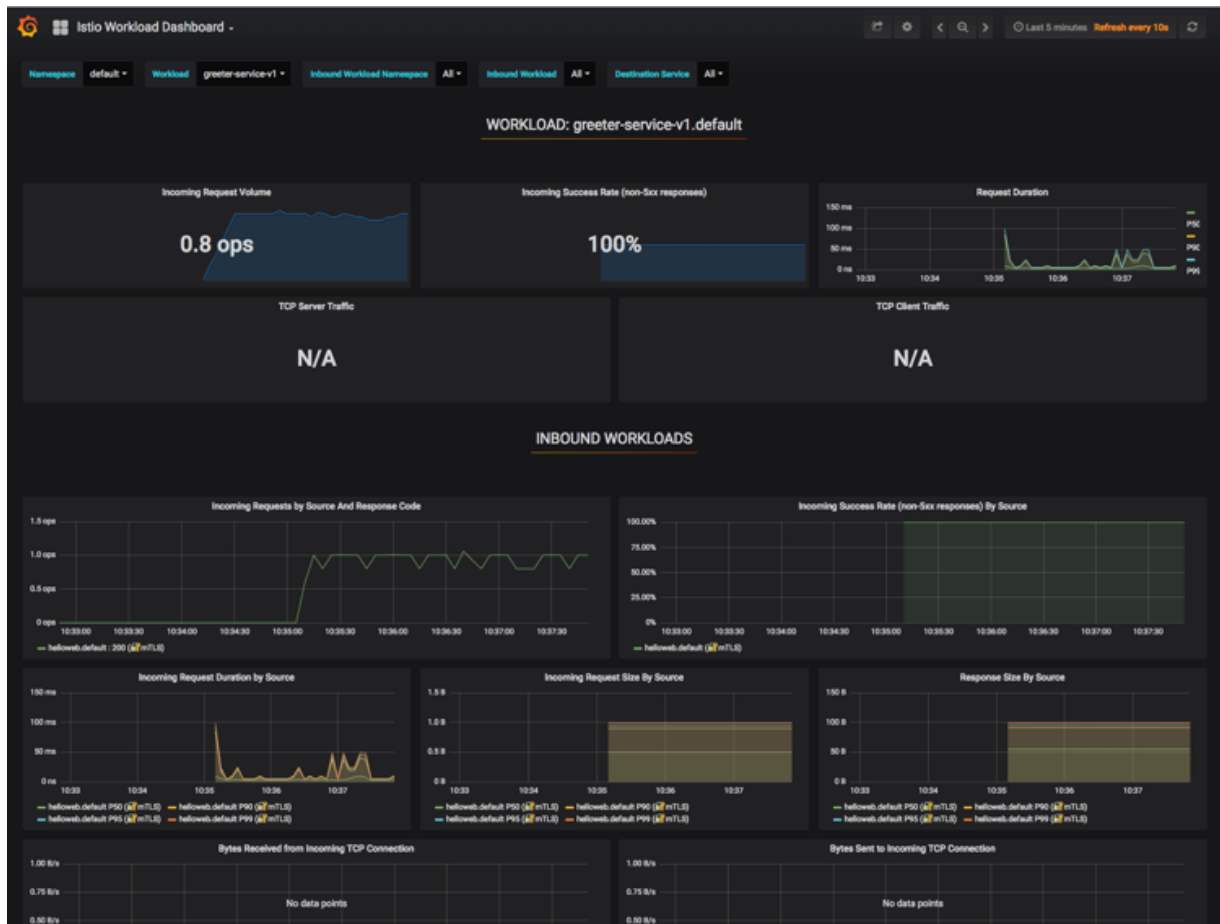 Istio Workload Dashboard -
Last 5 minutes Refresh every 10s
Namespace default Workload greeter-service-v1 Inbound Workload Namespace All Inbound Workload All Destination Service All
WORKLOAD: greeter-service-v1.default
Incoming Request Volume
0.8 ops
Incoming Success Rate (non-5xx responses)
100%
Request Duration
150 ms
100 ms
50 ms
0 ns
10:33 10:34 10:35 10:36 10:37
P50
P90
P99
TCP Server Traffic
N/A
TCP Client Traffic
N/A
INBOUND WORKLOADS
Incoming Requests by Source And Response Code
1.5 ops
1.0 ops
0.5 ops
0 ops
10:33:00 10:33:30 10:34:00 10:34:30 10:35:00 10:35:30 10:36:00 10:36:30 10:37:00 10:37:30
helloweb.default : 200 (🔐mTLS)
Incoming Success Rate (non-5xx responses) By Source
100.00%
75.00%
50.00%
25.00%
0%
10:33:00 10:33:30 10:34:00 10:34:30 10:35:00 10:35:30 10:36:00 10:36:30 10:37:00 10:37:30
helloweb.default (🔐mTLS)
Incoming Request Duration by Source
150 ms
100 ms
50 ms
0 ns
10:33 10:34 10:35 10:36 10:37
helloweb.default P50 (🔐mTLS) helloweb.default P90 (🔐mTLS)
helloweb.default P95 (🔐mTLS) helloweb.default P99 (🔐mTLS)
Incoming Request Size By Source
1.5 B
1.0 B
0.5 B
0 B
10:33 10:34 10:35 10:36 10:37
helloweb.default P50 (🔐mTLS) helloweb.default P90 (🔐mTLS)
helloweb.default P95 (🔐mTLS) helloweb.default P99 (🔐mTLS)
Response Size By Source
150 B
100 B
50 B
0 B
10:33 10:34 10:35 10:36 10:37
helloweb.default P50 (🔐mTLS) helloweb.default P90 (🔐mTLS)
helloweb.default P95 (🔐mTLS) helloweb.default P99 (🔐mTLS)
Bytes Received from Incoming TCP Connection
1.00 B/s
0.75 B/s
0.50 B/s
No data points
Bytes Sent to Incoming TCP Connection
1.00 B/s
0.75 B/s
0.50 B/s
No data points